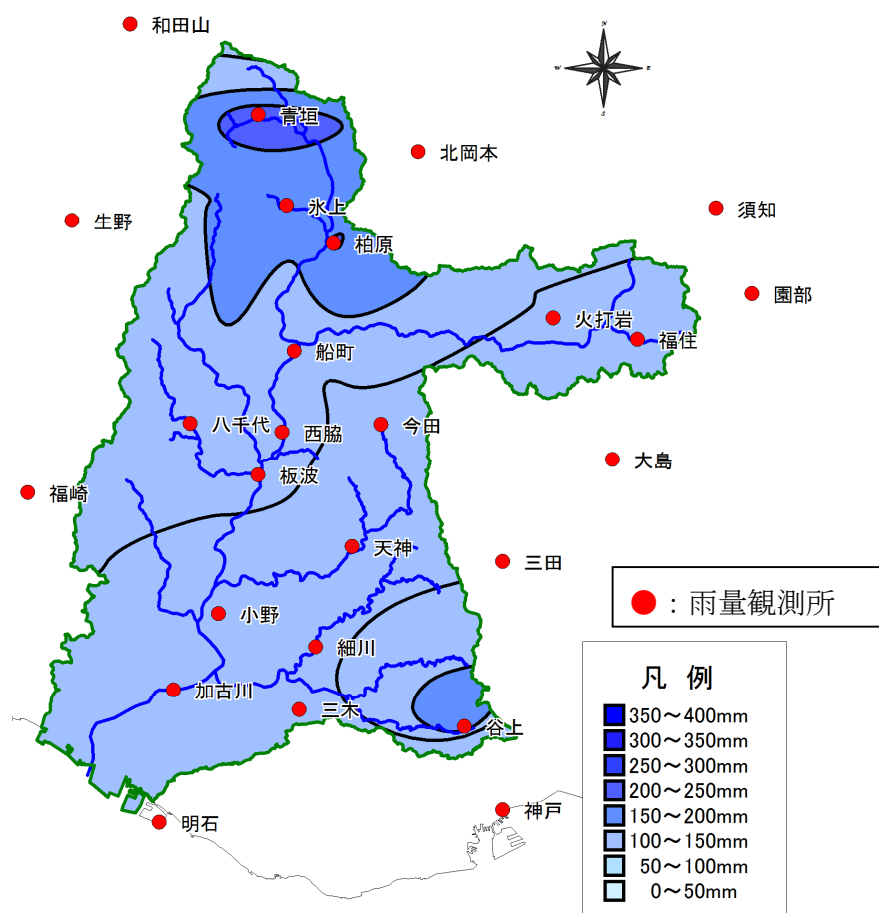 和田山
N
W
E
S
青垣
北岡本
氷上
須知
生野
柏原
園部
火打岩
福住
船町
八千代
西脇
今田
大島
板波
福崎
天神
三田
小野
：雨量観測所
細川
加古川
三木
谷上
明石
神戸
凡 例
350～400mm
300～350mm
250～300mm
200～250mm
150～200mm
100～150mm
50～100mm
0～50mm